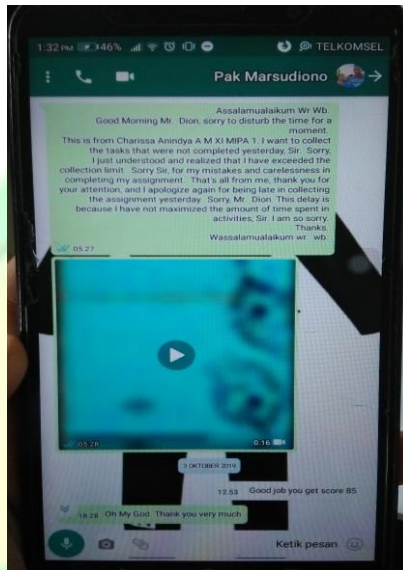 1:32 PM 46% TELKOMSEL
Pak Marsudiono
Assalamualaikum Wr Wb.
Good Morning Mr. Dion, sorry to disturb the time for a
moment.
This is from Charissa Anindya A M XI MIPA 1. I want to collect
the tasks that were not completed yesterday, Sir. Sorry,
I just understood and realized that I have exceeded the
collection limit. Sorry Sir, for my mistakes and carelessness in
completing my assignment. That's all from me, thank you for
your attention, and I apologize again for being late in collecting
the assignment yesterday. Sorry, Mr. Dion. This delay is
because I have not maximized the amount of time spent in
activities, Sir. I am so sorry.
Thanks.
Wassalamualaikum wr. wb.
05.27
05.28 0.16
3 OKTOBER 2019
12.53 Good job you get score 85
18.28 Oh My God. Thank you very much
Ketik pesan